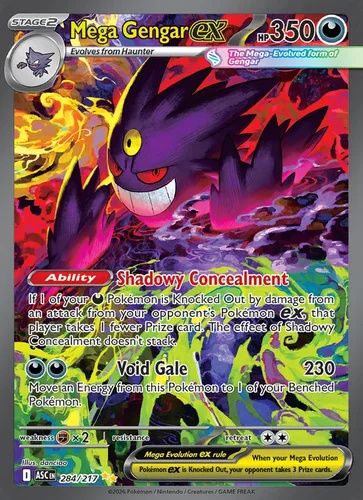 STAGE2 Mega Gengar ex HP350
Evolves from Haunter
The Mega-Evolved form of
Gengar
Ability Shadowy Concealment
If 1 of your Pokémon is Knocked Out by damage from
an attack from your opponent's Pokémon ex, that
player takes 1 fewer Prize card. The effect of Shadowy
Concealment doesn't stack.
Void Gale 230
Move an Energy from this Pokémon to 1 of your Benched
Pokémon.
weakness ×2 resistance retreat
Illus. danciao
I ASC EN 284/217
Mega Evolution ex rule
When your Mega Evolution
Pokémon ex is Knocked Out, your opponent takes 3 Prize cards.
©2026 Pokémon / Nintendo / Creatures / GAME FREAK